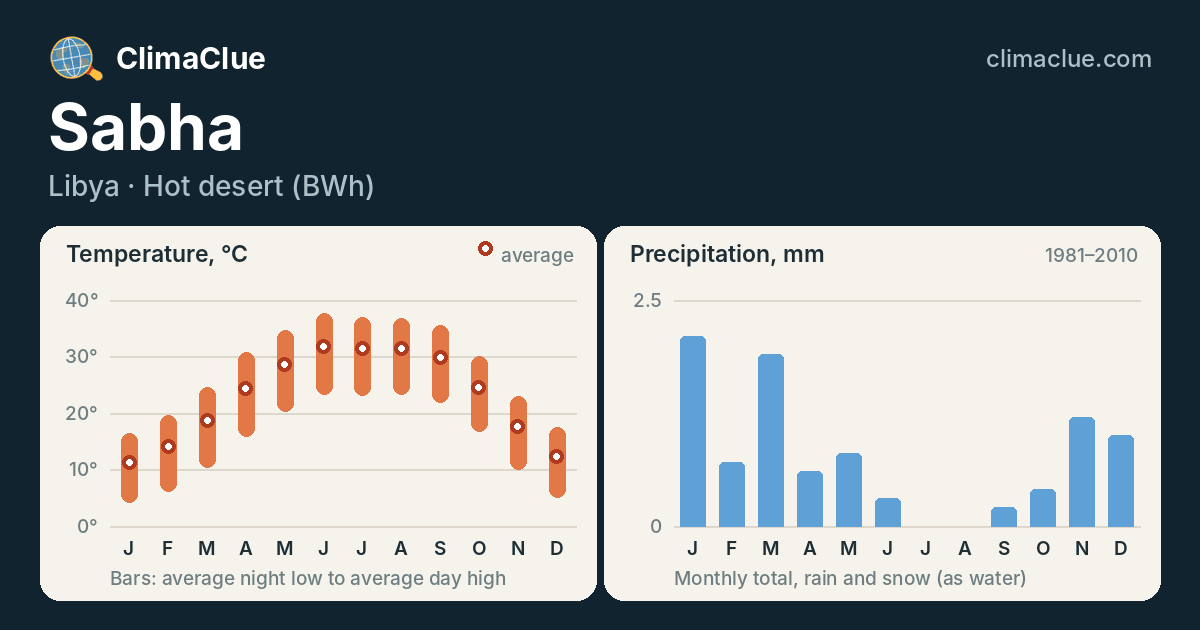 ClimaClue
climaclue.com
Sabha
Libya · Hot desert (BWh)
Temperature, °C
average
40°
30°
20°
10°
0°
J F M A M J J A S O N D
Bars: average night low to average day high
Precipitation, mm
1981–2010
2.5
0
J F M A M J J A S O N D
Monthly total, rain and snow (as water)